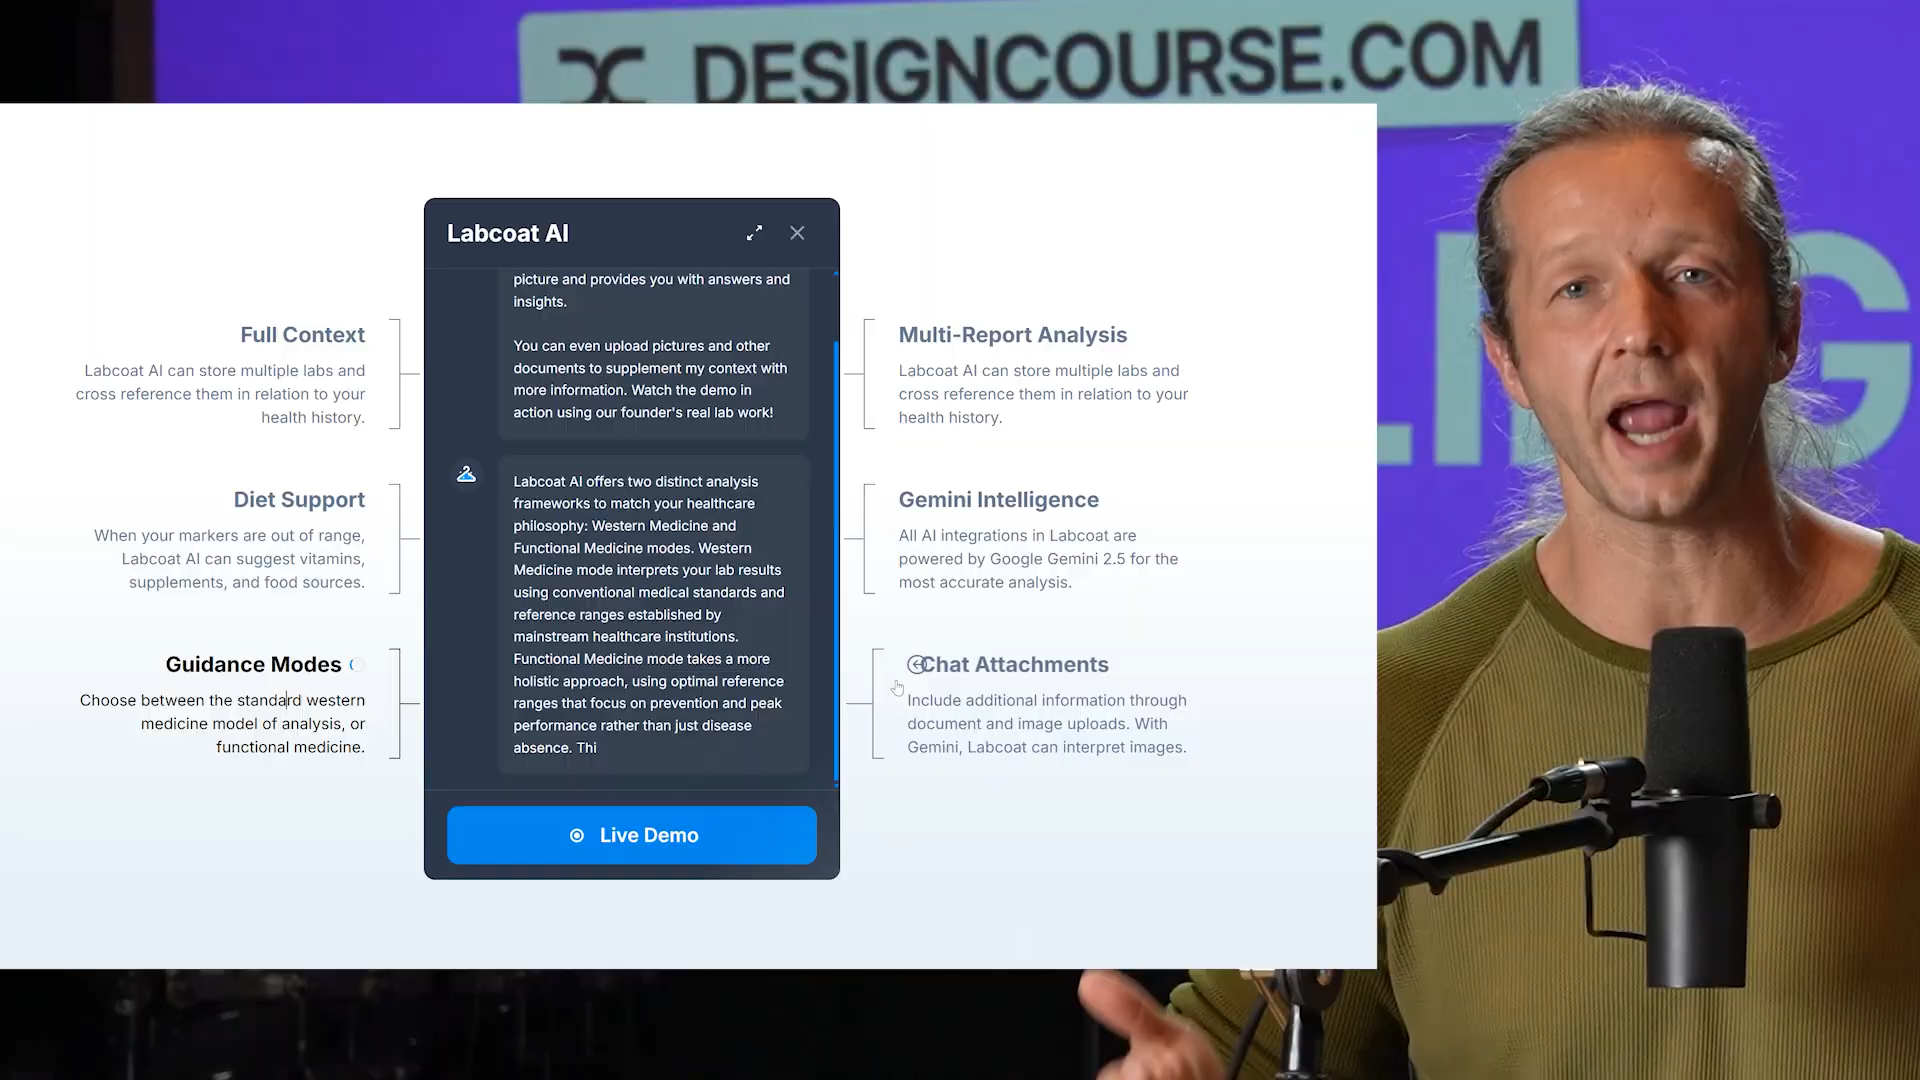 DESIGNCOURSE.COM
Labcoat AI
picture and provides you with answers and
insights.
You can even upload pictures and other
documents to supplement my context with
more information. Watch the demo in
action using our founder's real lab work!
Labcoat AI offers two distinct analysis
frameworks to match your healthcare
philosophy: Western Medicine and
Functional Medicine modes. Western
Medicine mode interprets your lab results
using conventional medical standards and
reference ranges established by
mainstream healthcare institutions.
Functional Medicine mode takes a more
holistic approach, using optimal reference
ranges that focus on prevention and peak
performance rather than just disease
absence. Thi
Live Demo
Full Context
Labcoat AI can store multiple labs and
cross reference them in relation to your
health history.
Diet Support
When your markers are out of range,
Labcoat AI can suggest vitamins,
supplements, and food sources.
Guidance Modes
Choose between the standard western
medicine model of analysis, or
functional medicine.
Multi-Report Analysis
Labcoat AI can store multiple labs and
cross reference them in relation to your
health history.
Gemini Intelligence
All AI integrations in Labcoat are
powered by Google Gemini 2.5 for the
most accurate analysis.
Chat Attachments
Include additional information through
document and image uploads. With
Gemini, Labcoat can interpret images.